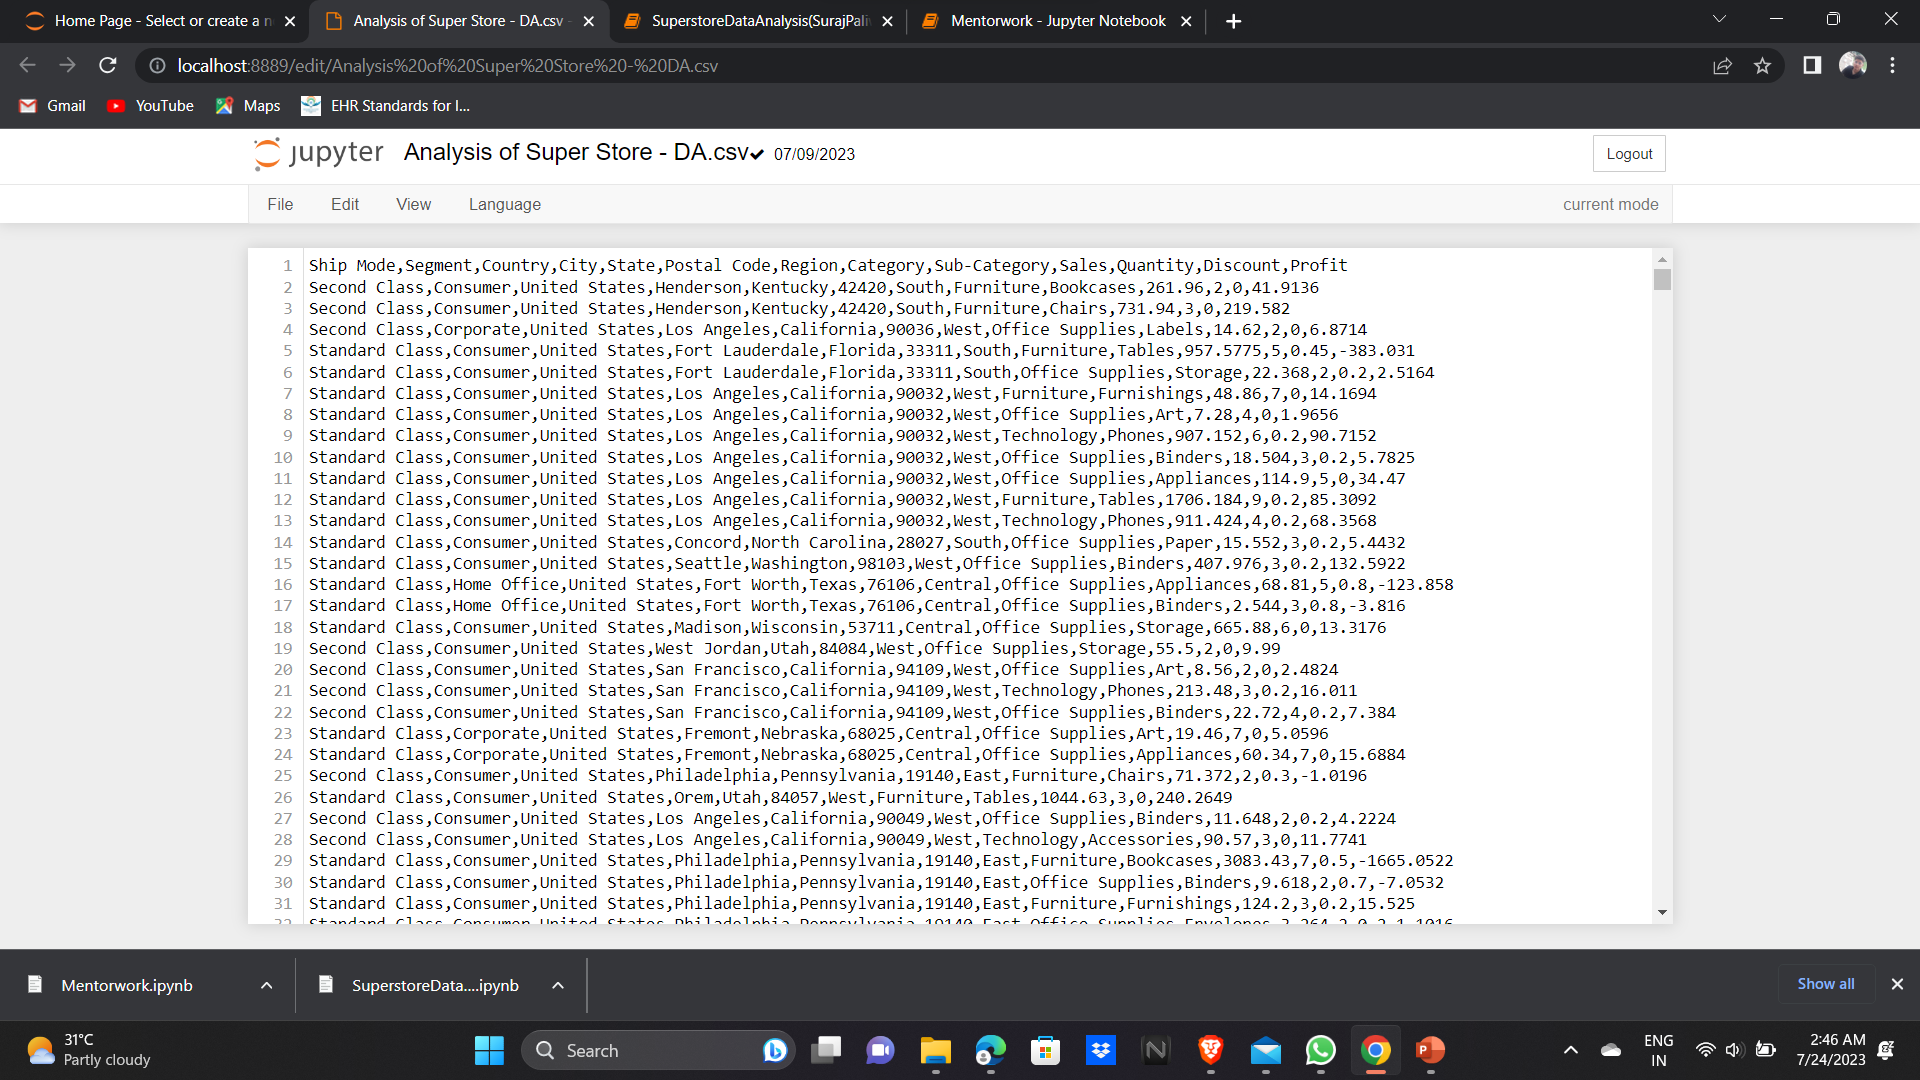 Home Page - Select or create a n
Analysis of Super Store - DA.csv -
SuperstoreDataAnalysis(SurajPaliw
Mentorwork - Jupyter Notebook
localhost:8889/edit/Analysis%20of%20Super%20Store%20-%20DA.csv
Gmail
YouTube
Maps
EHR Standards for I...
jupyter
Analysis of Super Store - DA.csv✔ 07/09/2023
Logout
File Edit View Language
current mode
1 Ship Mode,Segment,Country,City,State,Postal Code,Region,Category,Sub-Category,Sales,Quantity,Discount,Profit
2 Second Class,Consumer,United States,Henderson,Kentucky,42420,South,Furniture,Bookcases,261.96,2,0,41.9136
3 Second Class,Consumer,United States,Henderson,Kentucky,42420,South,Furniture,Chairs,731.94,3,0,219.582
4 Second Class,Corporate,United States,Los Angeles,California,90036,West,Office Supplies,Labels,14.62,2,0,6.8714
5 Standard Class,Consumer,United States,Fort Lauderdale,Florida,33311,South,Furniture,Tables,957.5775,5,0.45,-383.031
6 Standard Class,Consumer,United States,Fort Lauderdale,Florida,33311,South,Office Supplies,Storage,22.368,2,0.2,2.5164
7 Standard Class,Consumer,United States,Los Angeles,California,90032,West,Furniture,Furnishings,48.86,7,0,14.1694
8 Standard Class,Consumer,United States,Los Angeles,California,90032,West,Office Supplies,Art,7.28,4,0,1.9656
9 Standard Class,Consumer,United States,Los Angeles,California,90032,West,Technology,Phones,907.152,6,0.2,90.7152
10 Standard Class,Consumer,United States,Los Angeles,California,90032,West,Office Supplies,Binders,18.504,3,0.2,5.7825
11 Standard Class,Consumer,United States,Los Angeles,California,90032,West,Office Supplies,Appliances,114.9,5,0,34.47
12 Standard Class,Consumer,United States,Los Angeles,California,90032,West,Furniture,Tables,1706.184,9,0.2,85.3092
13 Standard Class,Consumer,United States,Los Angeles,California,90032,West,Technology,Phones,911.424,4,0.2,68.3568
14 Standard Class,Consumer,United States,Concord,North Carolina,28027,South,Office Supplies,Paper,15.552,3,0.2,5.4432
15 Standard Class,Consumer,United States,Seattle,Washington,98103,West,Office Supplies,Binders,407.976,3,0.2,132.5922
16 Standard Class,Home Office,United States,Fort Worth,Texas,76106,Central,Office Supplies,Appliances,68.81,5,0.8,-123.858
17 Standard Class,Home Office,United States,Fort Worth,Texas,76106,Central,Office Supplies,Binders,2.544,3,0.8,-3.816
18 Standard Class,Consumer,United States,Madison,Wisconsin,53711,Central,Office Supplies,Storage,665.88,6,0,13.3176
19 Second Class,Consumer,United States,West Jordan,Utah,84084,West,Office Supplies,Storage,55.5,2,0,9.99
20 Second Class,Consumer,United States,San Francisco,California,94109,West,Office Supplies,Art,8.56,2,0,2.4824
21 Second Class,Consumer,United States,San Francisco,California,94109,West,Technology,Phones,213.48,3,0.2,16.011
22 Second Class,Consumer,United States,San Francisco,California,94109,West,Office Supplies,Binders,22.72,4,0.2,7.384
23 Standard Class,Corporate,United States,Fremont,Nebraska,68025,Central,Office Supplies,Art,19.46,7,0,5.0596
24 Standard Class,Corporate,United States,Fremont,Nebraska,68025,Central,Office Supplies,Appliances,60.34,7,0,15.6884
25 Second Class,Consumer,United States,Philadelphia,Pennsylvania,19140,East,Furniture,Chairs,71.372,2,0.3,-1.0196
26 Standard Class,Consumer,United States,Orem,Utah,84057,West,Furniture,Tables,1044.63,3,0,240.2649
27 Second Class,Consumer,United States,Los Angeles,California,90049,West,Office Supplies,Binders,11.648,2,0.2,4.2224
28 Second Class,Consumer,United States,Los Angeles,California,90049,West,Technology,Accessories,90.57,3,0,11.7741
29 Standard Class,Consumer,United States,Philadelphia,Pennsylvania,19140,East,Furniture,Bookcases,3083.43,7,0.5,-1665.0522
30 Standard Class,Consumer,United States,Philadelphia,Pennsylvania,19140,East,Office Supplies,Binders,9.618,2,0.7,-7.0532
31 Standard Class,Consumer,United States,Philadelphia,Pennsylvania,19140,East,Furniture,Furnishings,124.2,3,0.2,15.525
32 Standard Class,Consumer,United States,Philadelphia,Pennsylvania,19140,East,Office Supplies,Envelopes,3.264,2,0.2,1.1016
Mentorwork.ipynb
SuperstoreData....ipynb
Show all
31°C
Partly cloudy
Search
ENG
IN
2:46 AM
7/24/2023